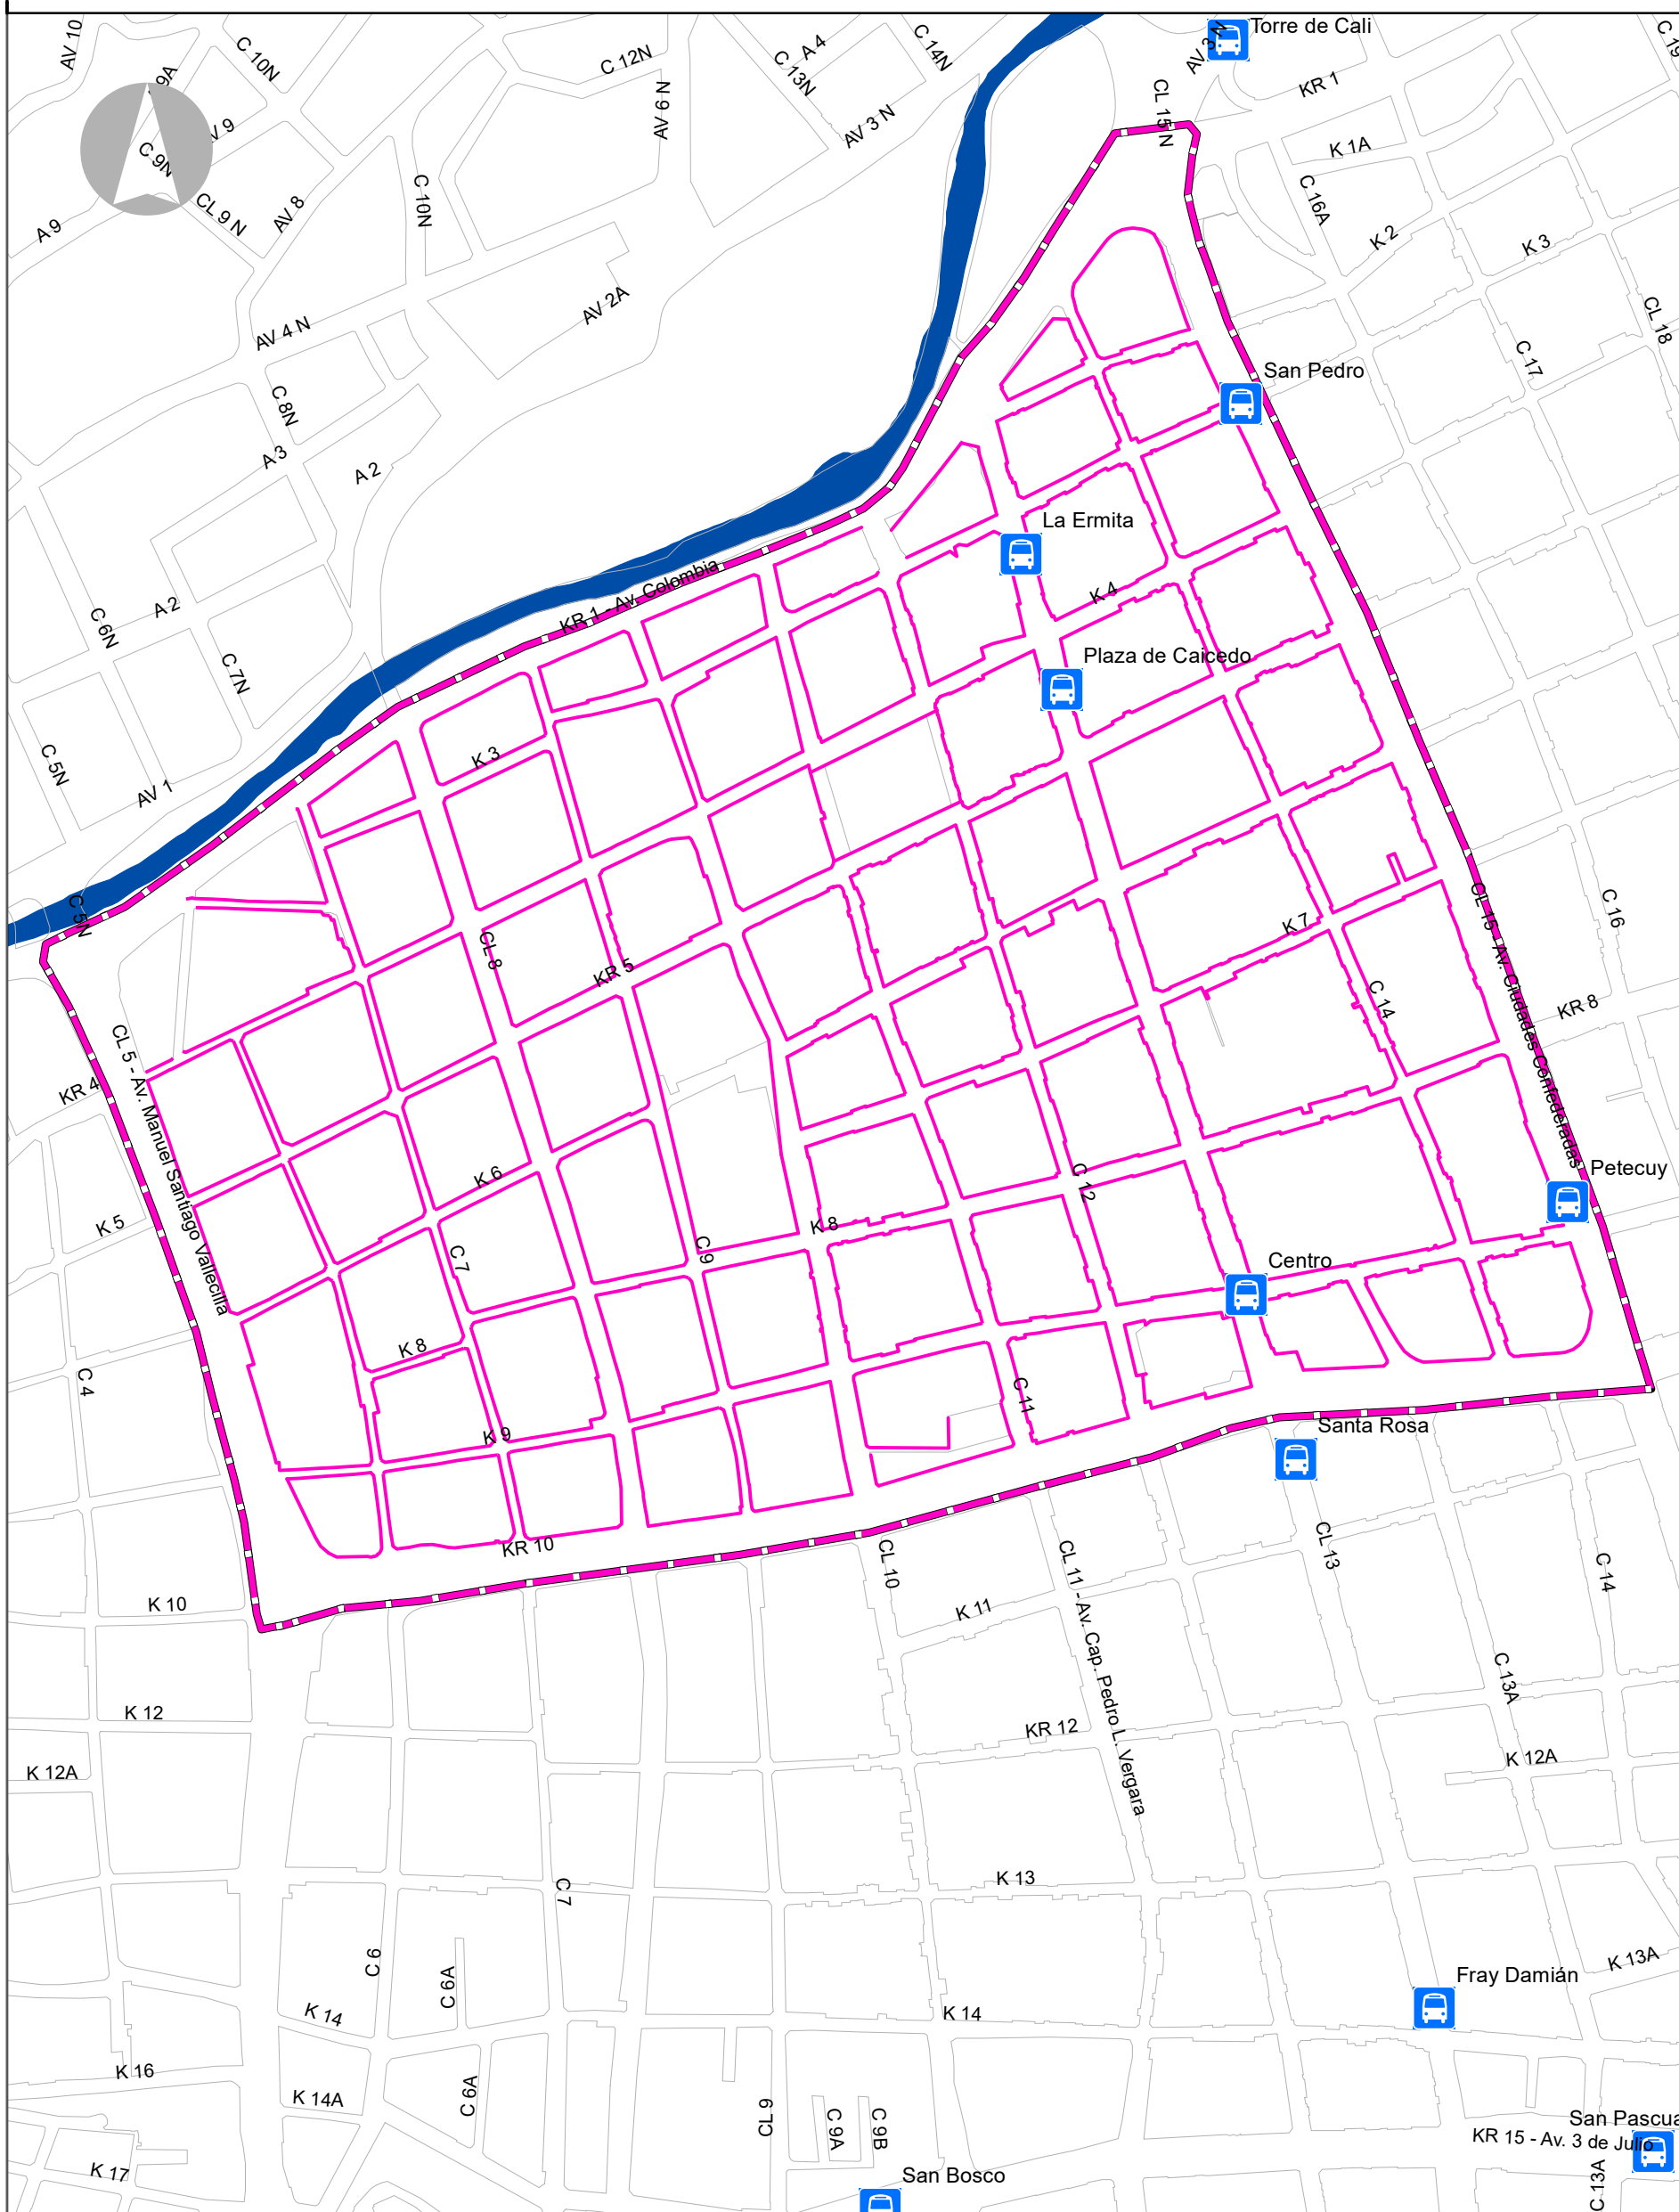 AV 10
C 10N
C 12N
A 4
C 13N
C 14N
AV 3 N
Torre de Cali
KR 1
AV 6 N
AV 3 N
CL 15 N
K 1A
C 9N
CL 9 N
AV 8
C 10N
A 9
C 16A
K 2
K 3
AV 2A
AV 4 N
CL 18
C 17
San Pedro
C 8N
A 3
A 2
La Ermita
KR 1 - Av. Colombia
K 4
A 2
C 6N
C 7N
Plaza de Caicedo
K 3
C 5N
AV 1
C 5N
CL 8
KR 5
K 7
C 14
C 16
KR 8
CL 15 - Av. Ciudades Confederadas
CL 5 - Av. Manuel Santiago Vallecilla
KR 4
K 5
K 6
C 12
Petecuy
K 8
C 7
C 9
Centro
K 8
C 4
C 11
K 9
Santa Rosa
KR 10
CL 10
CL 13
C 14
CL 11 - Av. Cap. Pedro L. Vergara
K 10
K 11
C 13A
K 12
KR 12
K 12A
K 12A
K 13
C 7
C 6
C 6A
K 13A
Fray Damián
K 14
K 14
K 16
K 14A
C 6A
CL 9
C 9A
C 9B
San Pascua
KR 15 - Av. 3 de Julio
K 17
C 13A
San Bosco